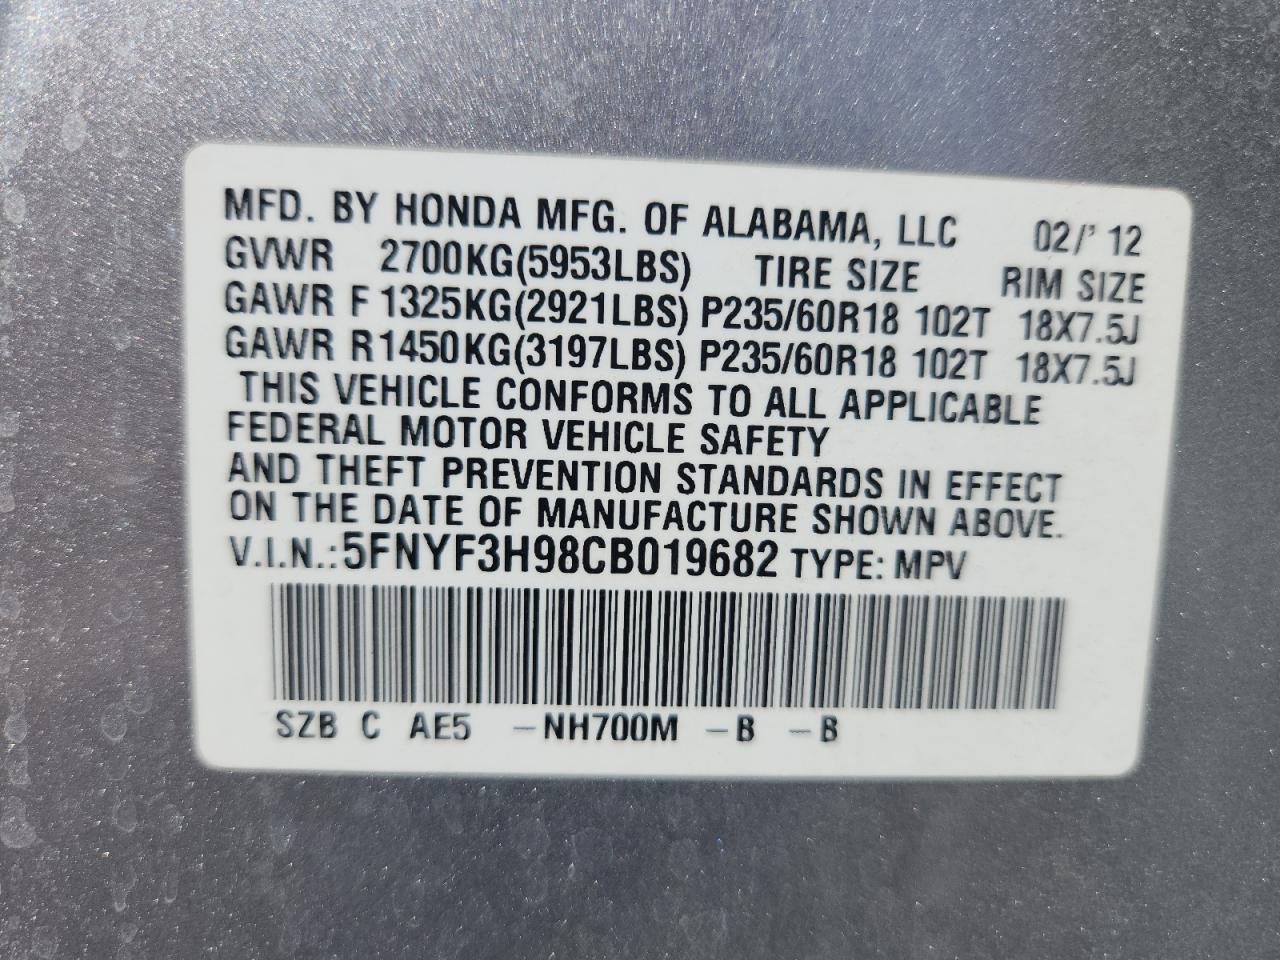 MFD. BY HONDA MFG. OF ALABAMA, LLC 02/' 12
GVWR 2700KG(5953LBS) TIRE SIZE RIM SIZE
GAWR F 1325KG(2921LBS) P235/60R18 102T 18X7.5J
GAWR R 1450KG(3197LBS) P235/60R18 102T 18X7.5J
THIS VEHICLE CONFORMS TO ALL APPLICABLE
FEDERAL MOTOR VEHICLE SAFETY
AND THEFT PREVENTION STANDARDS IN EFFECT
ON THE DATE OF MANUFACTURE SHOWN ABOVE.
V.I.N.: 5FNYF3H98CB019682 TYPE: MPV
SZB C AE5 -NH700M -B -B